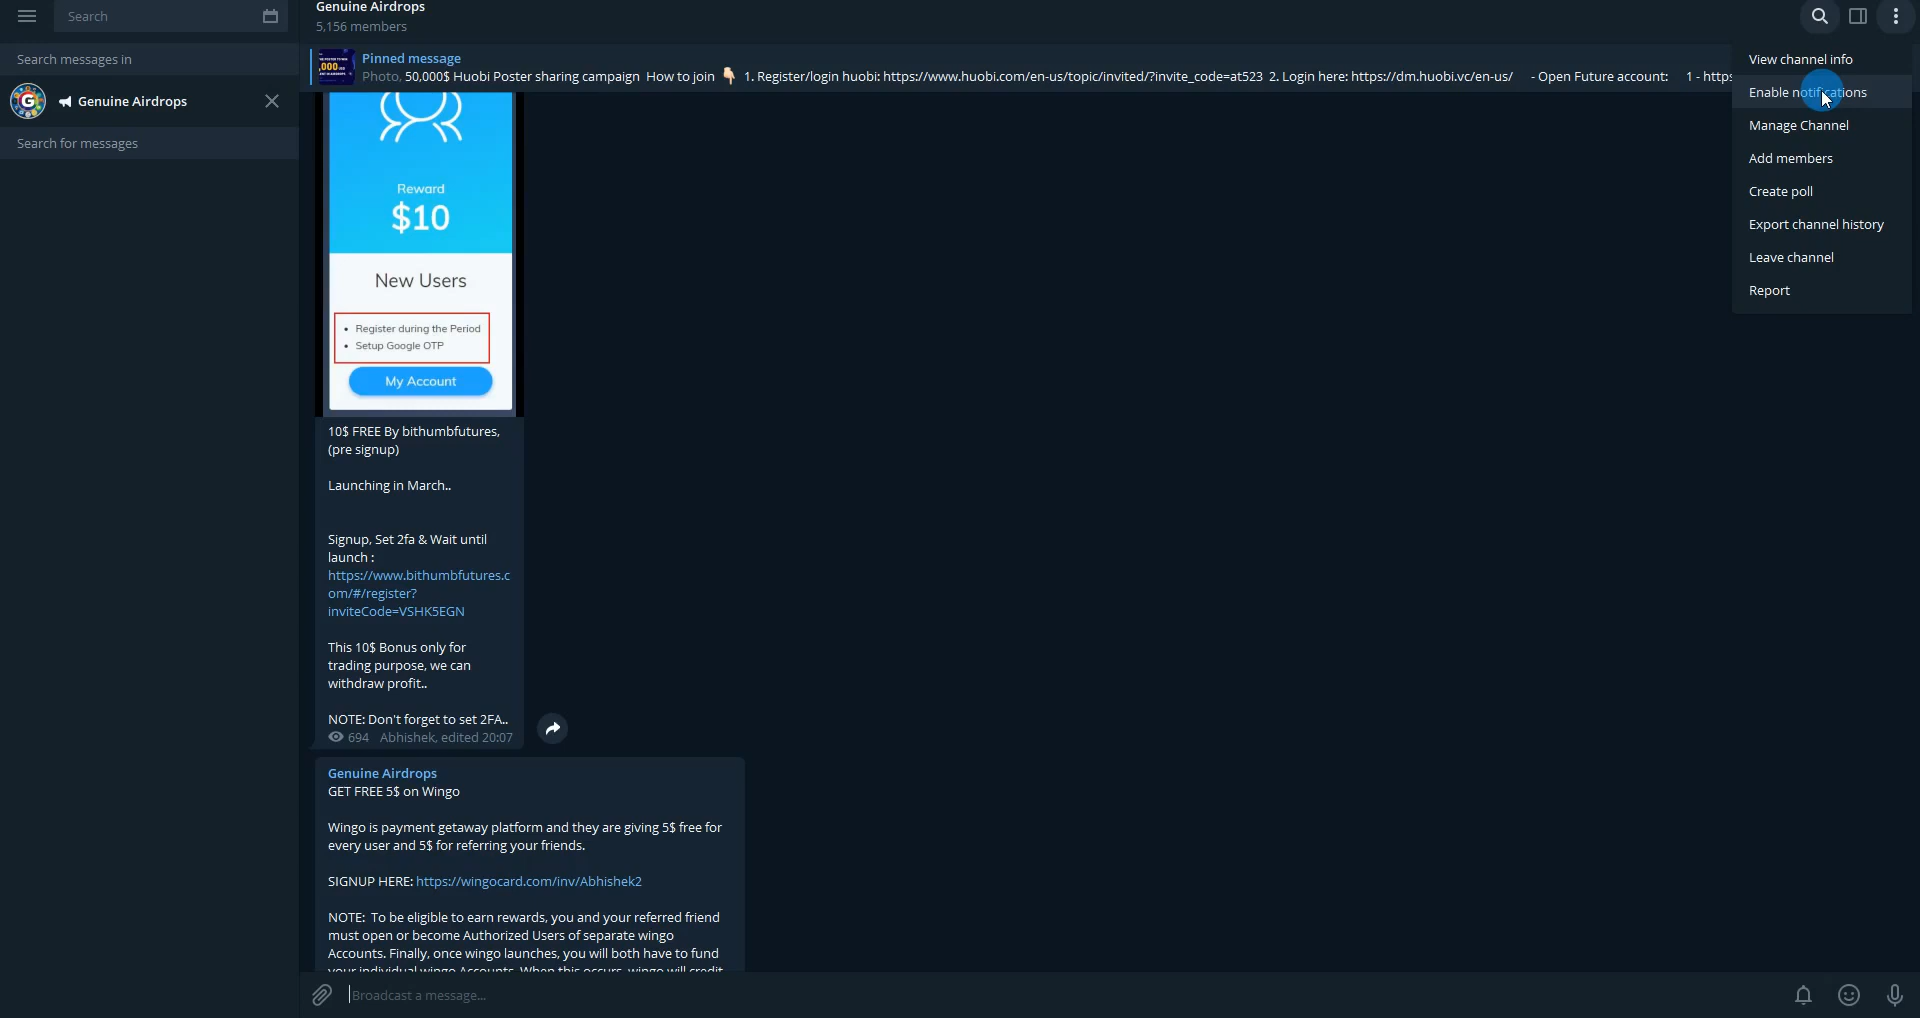 Search
Search messages in
Genuine Airdrops
Search for messages
Genuine Airdrops
5,156 members
Pinned message
Photo, 50,000$ Huobi Poster sharing campaign How to join 👇🏻 1. Register/login huobi: https://www.huobi.com/en-us/topic/invited/?invite_code=at523 2. Login here: https://dm.huobi.vc/en-us/ - Open Future account: 1 - https
View channel info
Enable notifications
Manage Channel
Add members
Create poll
Export channel history
Leave channel
Report
Reward
$10
New Users
• Register during the Period
• Setup Google OTP
My Account
10$ FREE By bithumbfutures,
(pre signup)
Launching in March..
Signup, Set 2fa & Wait until
launch :
https://www.bithumbfutures.c
om/#/register?
inviteCode=VSHK5EGN
This 10$ Bonus only for
trading purpose, we can
withdraw profit..
NOTE: Don't forget to set 2FA..
694 Abhishek, edited 20:07
Genuine Airdrops
GET FREE 5$ on Wingo
Wingo is payment getaway platform and they are giving 5$ free for
every user and 5$ for referring your friends.
SIGNUP HERE: https://wingocard.com/inv/Abhishek2
NOTE: To be eligible to earn rewards, you and your referred friend
must open or become Authorized Users of separate wingo
Accounts. Finally, once wingo launches, you will both have to fund
your individual wingo Accounts. When this occurs, wingo will credit
Broadcast a message...